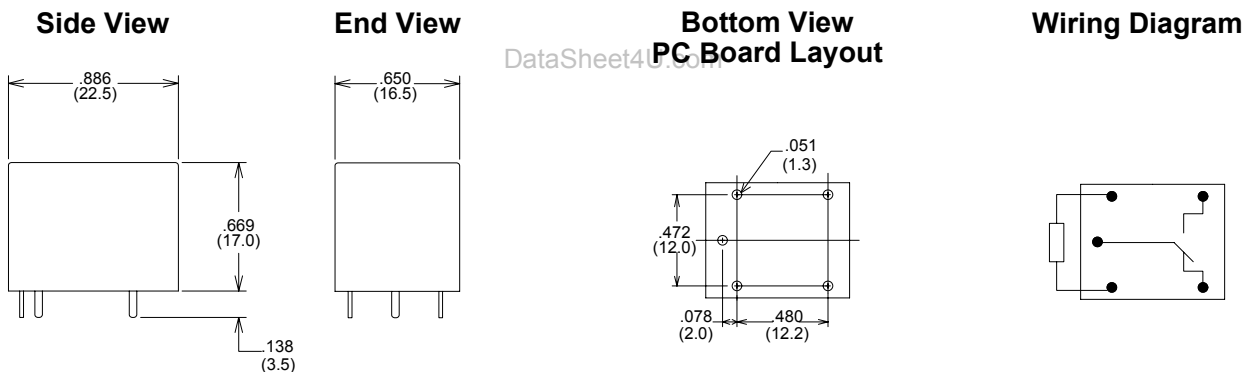 Side View
End View
Bottom View
PC Board Layout
Wiring Diagram
DataSheet4U.com
.886
(22.5)
.650
(16.5)
.051
(1.3)
.669
(17.0)
.472
(12.0)
.078
(2.0)
.480
(12.2)
.138
(3.5)